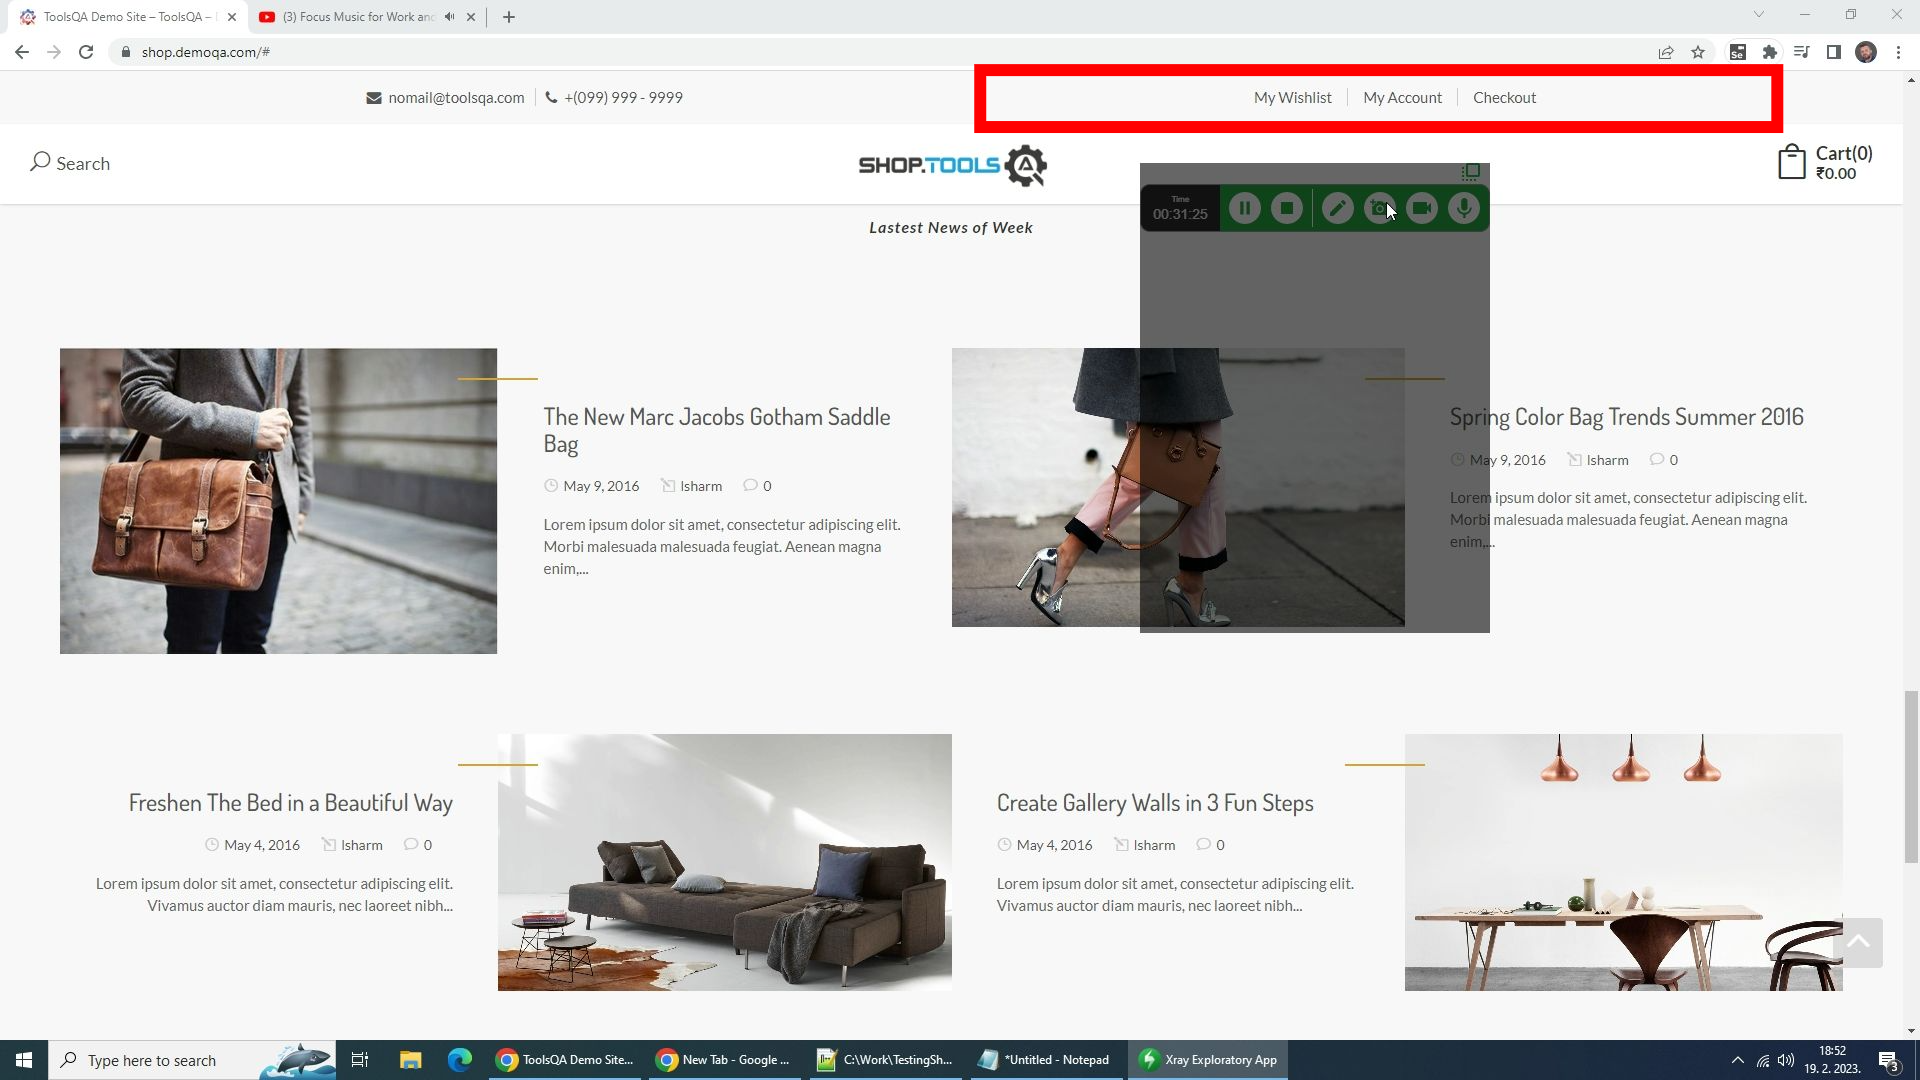 ToolsQA Demo Site – ToolsQA –
(3) Focus Music for Work and
shop.demoqa.com/#
nomail@toolsqa.com
+(099) 999 - 9999
My Wishlist
My Account
Checkout
Search
SHOP.TOOLS
Cart(0)
₹0.00
Time
00:31:25
Lastest News of Week
The New Marc Jacobs Gotham Saddle
Bag
May 9, 2016 lsharm 0
Lorem ipsum dolor sit amet, consectetur adipiscing elit.
Morbi malesuada malesuada feugiat. Aenean magna
enim,...
Spring Color Bag Trends Summer 2016
May 9, 2016 lsharm 0
Lorem ipsum dolor sit amet, consectetur adipiscing elit.
Morbi malesuada malesuada feugiat. Aenean magna
enim,...
Freshen The Bed in a Beautiful Way
May 4, 2016 lsharm 0
Lorem ipsum dolor sit amet, consectetur adipiscing elit.
Vivamus auctor diam mauris, nec laoreet nibh...
Create Gallery Walls in 3 Fun Steps
May 4, 2016 lsharm 0
Lorem ipsum dolor sit amet, consectetur adipiscing elit.
Vivamus auctor diam mauris, nec laoreet nibh...
Type here to search
ToolsQA Demo Site...
New Tab - Google ...
C:\Work\TestingSh...
*Untitled - Notepad
Xray Exploratory App
18:52
19. 2. 2023.
3